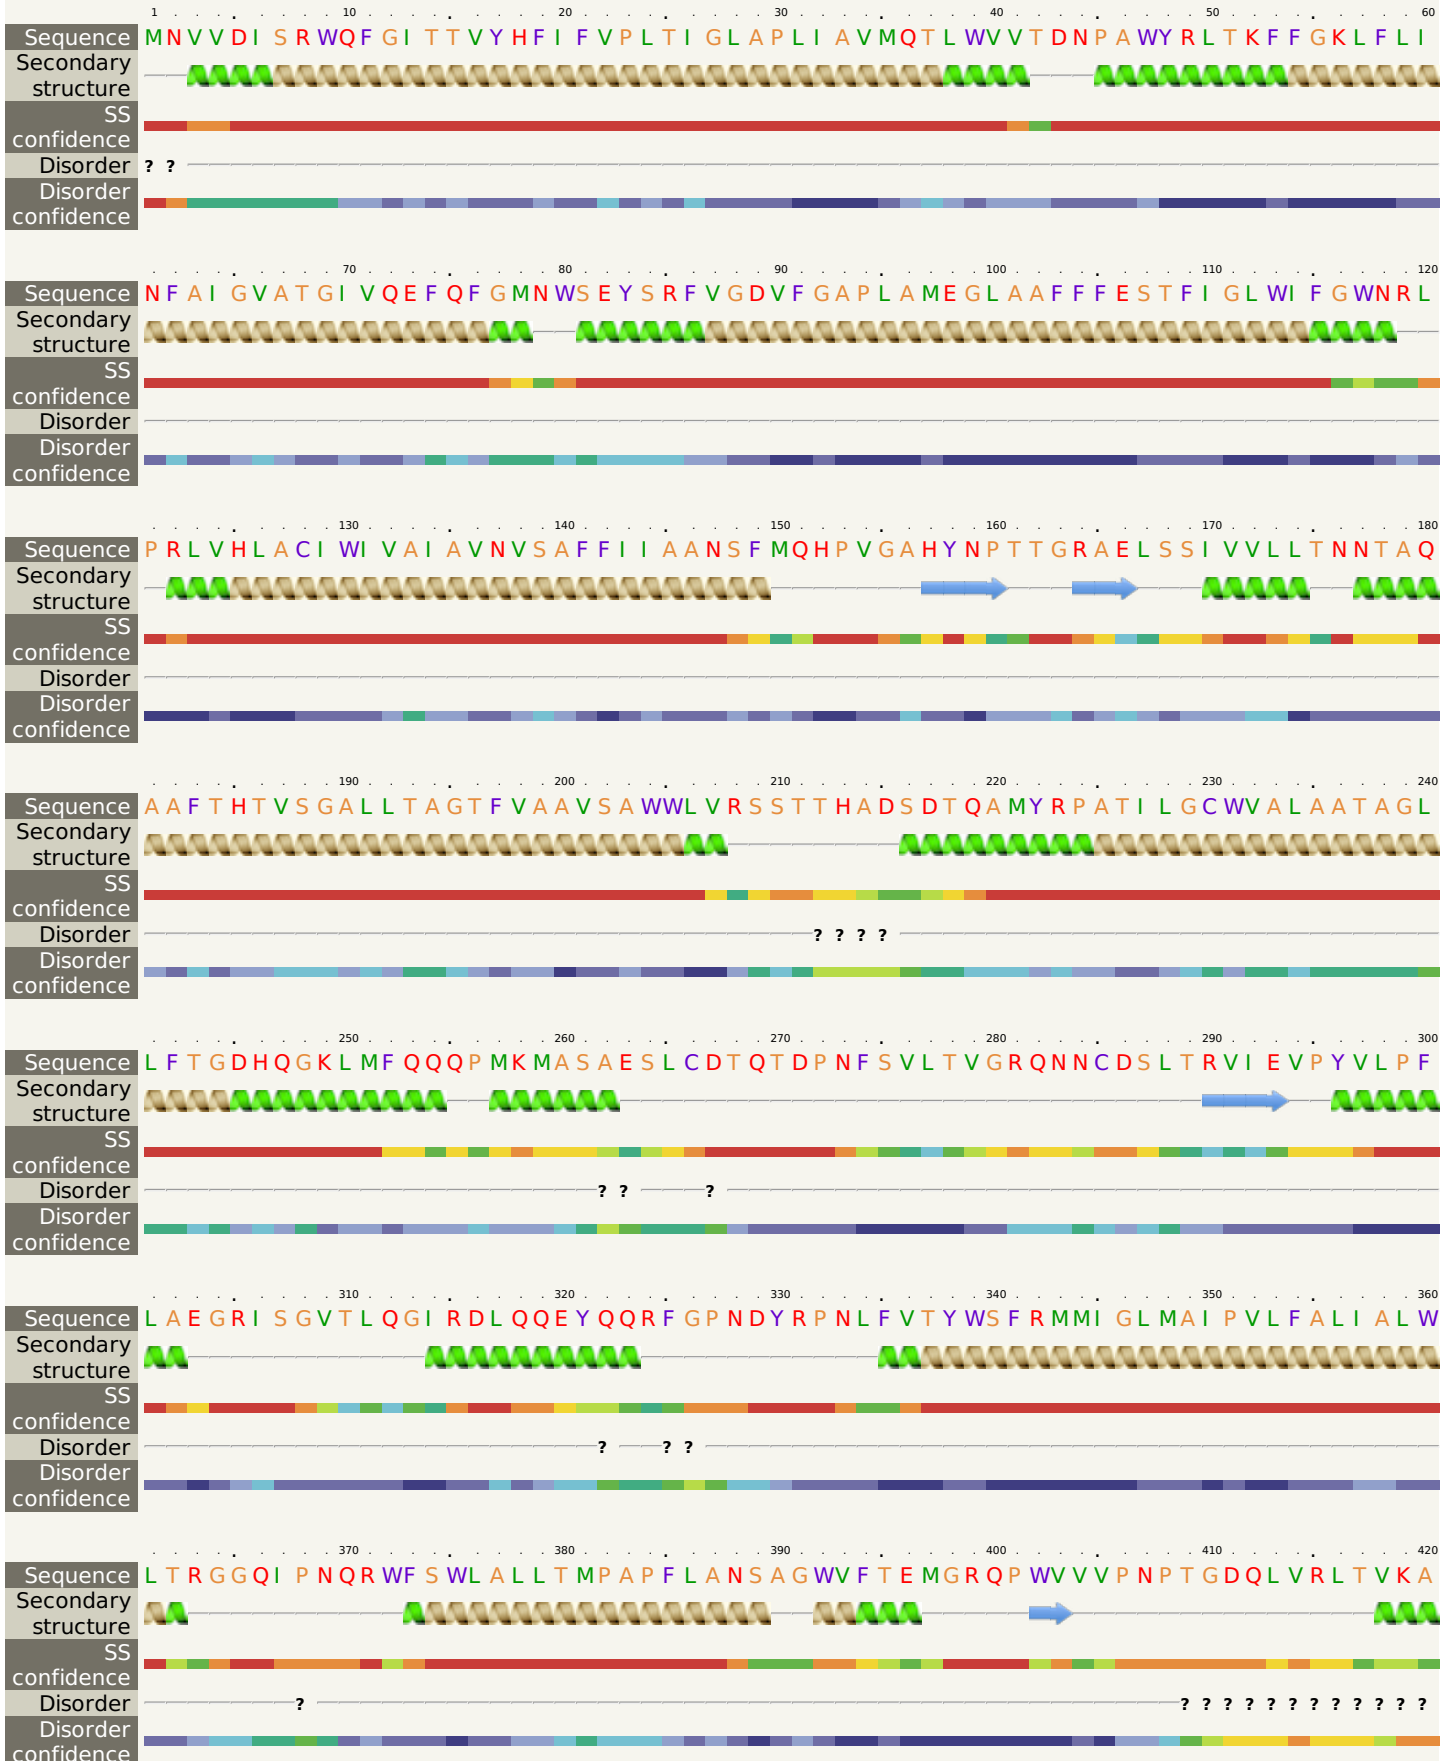 1 10 20 30 40 50 60
Sequence MNVVDISRWQFGITTVYHFIFVPLTIGLAPLIAVMQTLWVVTDNPAWYRLTKFFGKLFLI
Secondary
structure
SS
confidence
Disorder ? ?
Disorder
confidence
70 80 90 100 110 120
Sequence NFAIGVATGIVQEFQFGMNWSEYSRFVGDVFGAPLAMEGLAAFFFESTFIGLWIFGWNRL
Secondary
structure
SS
confidence
Disorder
Disorder
confidence
130 140 150 160 170 180
Sequence PRLVHLACIWIVAIAVNVSAFFIIAANSFMQHPVGAHYNPTTGRAELSSIVVLLTNNTAQ
Secondary
structure
SS
confidence
Disorder
Disorder
confidence
190 200 210 220 230 240
Sequence AAFTHTVSGALLTAGTFVAAVSAWWLVRSSTTHADSDTQAMYRPATILGCWVALAATAGL
Secondary
structure
SS
confidence
Disorder ? ? ? ?
Disorder
confidence
250 260 270 280 290 300
Sequence LFTGDHQGKLMFQQQPMKMASAESLCDTQTDPNFSVLTVGRQNNCDSLTRVIEVPYVLPF
Secondary
structure
SS
confidence
Disorder ? ? ?
Disorder
confidence
310 320 330 340 350 360
Sequence LAEGRISGVTLQGIRDLQQEYQQRFGPNDYRPNLFVTYWSFRMMIGLMAIPVLFALIALW
Secondary
structure
SS
confidence
Disorder ? ? ?
Disorder
confidence
370 380 390 400 410 420
Sequence LTRGGQIPNQRWFSWLALLTMPAPFLANSAGWVFTEMGRQPWVVVPNPTGDQLVRLTVKA
Secondary
structure
SS
confidence
Disorder ? ? ? ? ? ? ? ? ? ? ? ?
Disorder
confidence